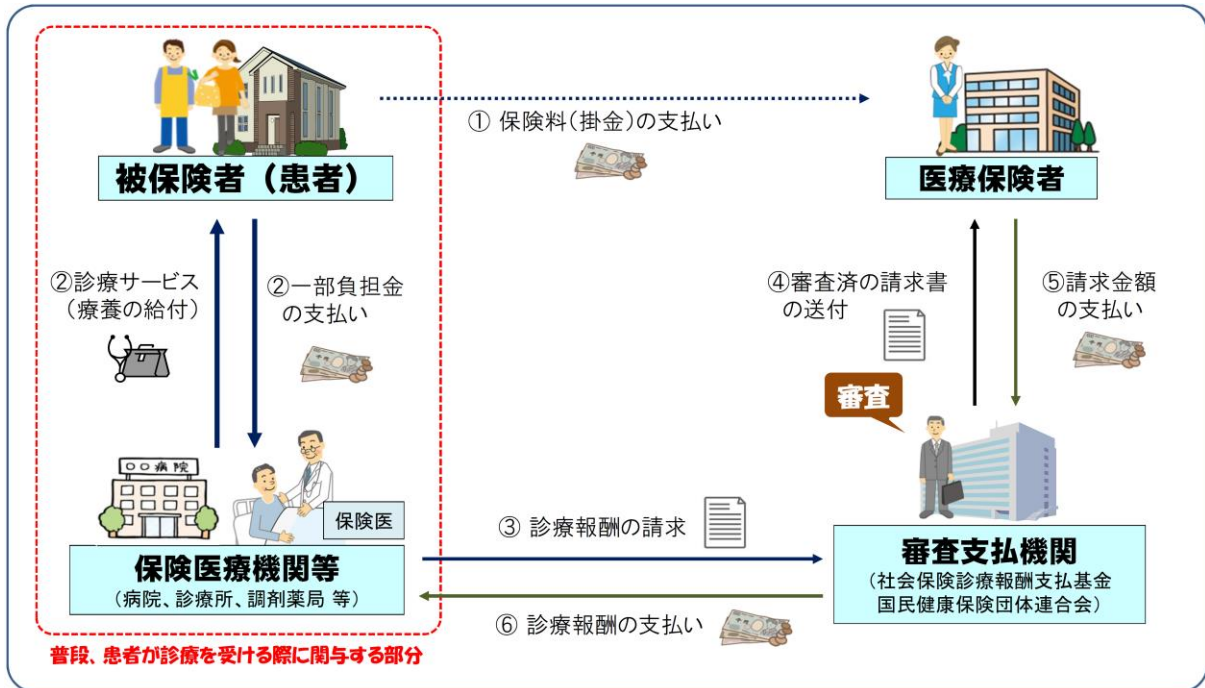 ① 保険料（掛金）の支払い
被保険者（患者）
医療保険者
②診療サービス
（療養の給付）
②一部負担金
の支払い
④審査済の請求書
の送付
⑤請求金額
の支払い
審査
〇〇病院
保険医
③ 診療報酬の請求
保険医療機関等
（病院、診療所、調剤薬局 等）
審査支払機関
（社会保険診療報酬支払基金
国民健康保険団体連合会）
⑥ 診療報酬の支払い
普段、患者が診療を受ける際に関与する部分